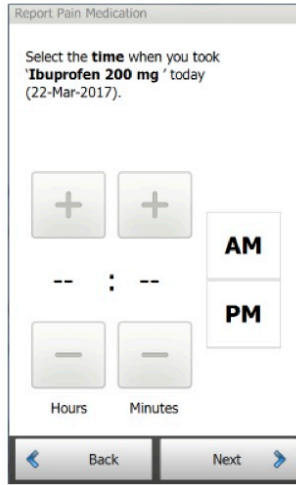 Report Pain Medication
Select the time when you took
‘Ibuprofen 200 mg ’ today
(22-Mar-2017).
+ +
-- : --
AM
PM
− −
Hours Minutes
Back Next